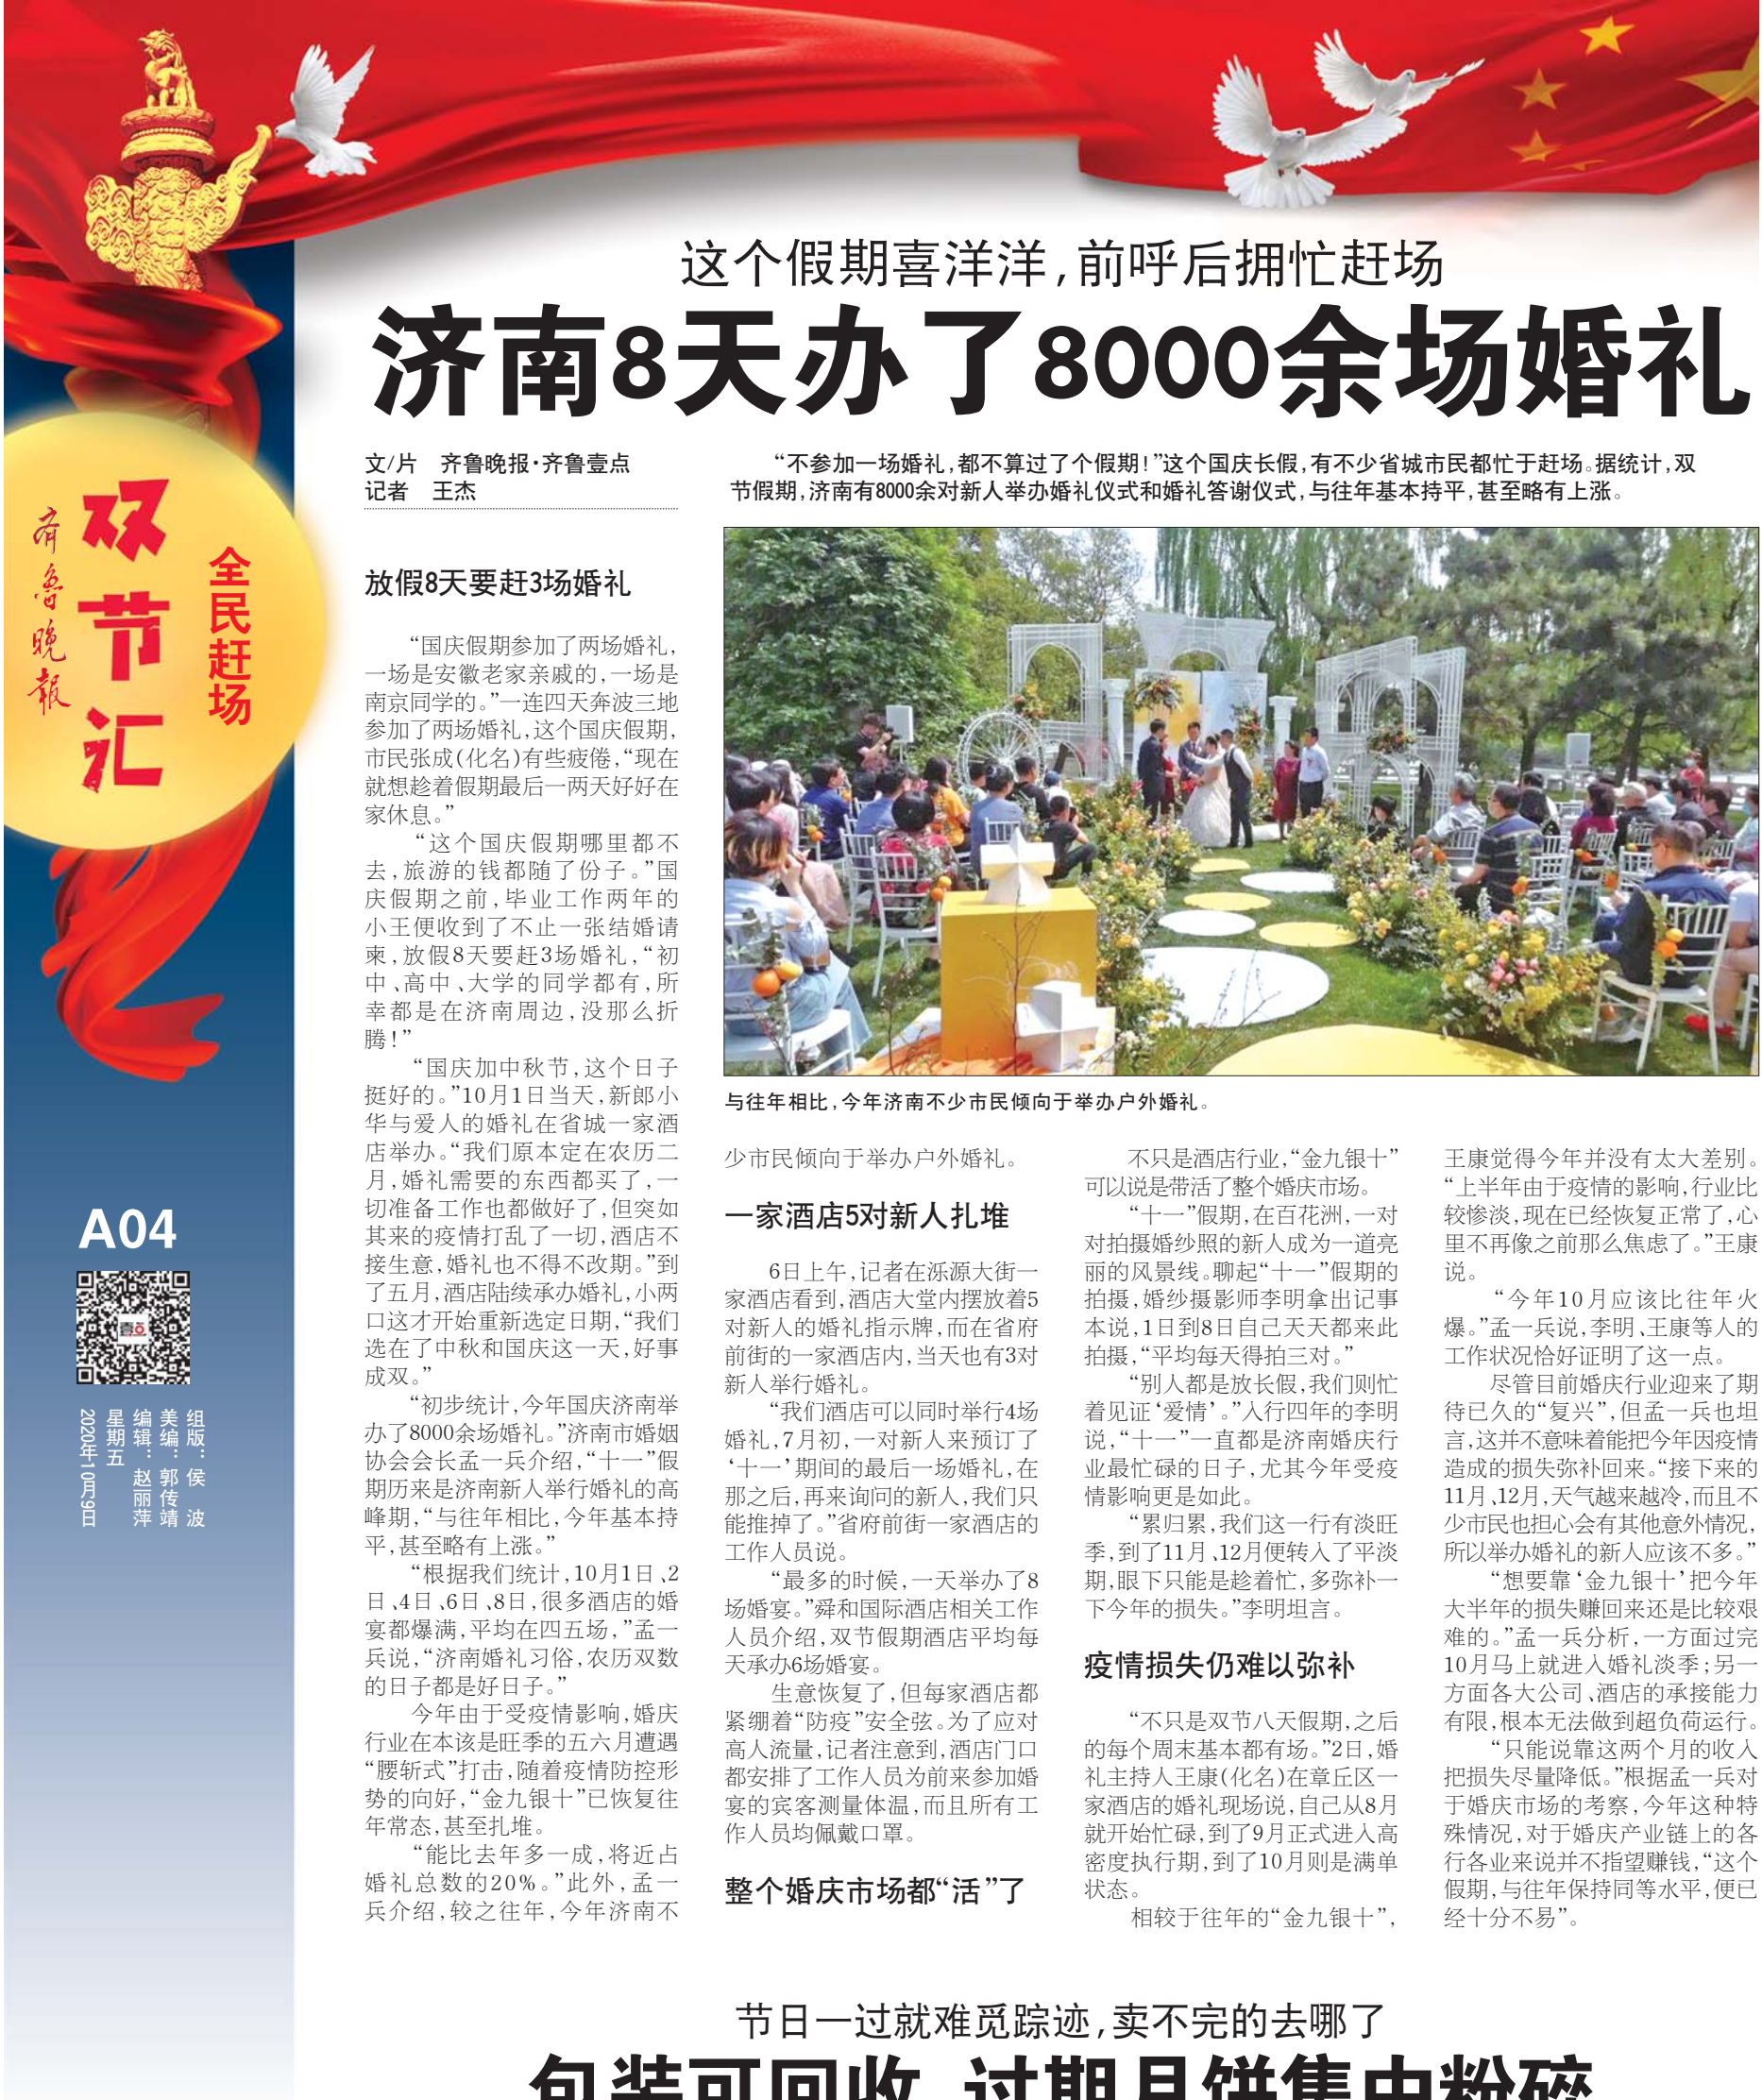 这个假期喜洋洋,前呼后拥忙赶场
济南8天办了8000余场婚礼
文/片 齐鲁晚报·齐鲁壹点
记者 王杰
“不参加一场婚礼,都不算过了个假期!”这个国庆长假,有不少省城市民都忙于赶场。据统计,双
节假期,济南有8000余对新人举办婚礼仪式和婚礼答谢仪式,与往年基本持平,甚至略有上涨。
齐鲁晚报
双节汇
全民赶场
A04
2020年10月9日
星期五
编辑:赵丽萍
美编:郭传靖
组版:侯 波
放假8天要赶3场婚礼
“国庆假期参加了两场婚礼,
一场是安徽老家亲戚的,一场是
南京同学的。”一连四天奔波三地
参加了两场婚礼,这个国庆假期,
市民张成(化名)有些疲倦,“现在
就想趁着假期最后一两天好好在
家休息。”
“这个国庆假期哪里都不
去,旅游的钱都随了份子。”国
庆假期之前,毕业工作两年的
小王便收到了不止一张结婚请
柬,放假8天要赶3场婚礼,“初
中、高中、大学的同学都有,所
幸都是在济南周边,没那么折
腾!”
“国庆加中秋节,这个日子
挺好的。”10月1日当天,新郎小
华与爱人的婚礼在省城一家酒
店举办。“我们原本定在农历二
月,婚礼需要的东西都买了,一
切准备工作也都做好了,但突如
其来的疫情打乱了一切,酒店不
接生意,婚礼也不得不改期。”到
了五月,酒店陆续承办婚礼,小两
口这才开始重新选定日期,“我们
选在了中秋和国庆这一天,好事
成双。”
“初步统计,今年国庆济南举
办了8000余场婚礼。”济南市婚姻
协会会长孟一兵介绍,“十一”假
期历来是济南新人举行婚礼的高
峰期,“与往年相比,今年基本持
平,甚至略有上涨。”
“根据我们统计,10月1日、2
日、4日、6日、8日,很多酒店的婚
宴都爆满,平均在四五场,”孟一
兵说,“济南婚礼习俗,农历双数
的日子都是好日子。”
今年由于受疫情影响,婚庆
行业在本该是旺季的五六月遭遇
“腰斩式”打击,随着疫情防控形
势的向好,“金九银十”已恢复往
年常态,甚至扎堆。
“能比去年多一成,将近占
婚礼总数的20%。”此外,孟一
兵介绍,较之往年,今年济南不
与往年相比,今年济南不少市民倾向于举办户外婚礼。
少市民倾向于举办户外婚礼。
一家酒店5对新人扎堆
6日上午,记者在泺源大街一
家酒店看到,酒店大堂内摆放着5
对新人的婚礼指示牌,而在省府
前街的一家酒店内,当天也有3对
新人举行婚礼。
“我们酒店可以同时举行4场
婚礼,7月初,一对新人来预订了
‘十一’期间的最后一场婚礼,在
那之后,再来询问的新人,我们只
能推掉了。”省府前街一家酒店的
工作人员说。
“最多的时候,一天举办了8
场婚宴。”舜和国际酒店相关工作
人员介绍,双节假期酒店平均每
天承办6场婚宴。
生意恢复了,但每家酒店都
紧绷着“防疫”安全弦。为了应对
高人流量,记者注意到,酒店门口
都安排了工作人员为前来参加婚
宴的宾客测量体温,而且所有工
作人员均佩戴口罩。
整个婚庆市场都“活”了
不只是酒店行业,“金九银十”
可以说是带活了整个婚庆市场。
“十一”假期,在百花洲,一对
对拍摄婚纱照的新人成为一道亮
丽的风景线。聊起“十一”假期的
拍摄,婚纱摄影师李明拿出记事
本说,1日到8日自己天天都来此
拍摄,“平均每天得拍三对。”
“别人都是放长假,我们则忙
着见证‘爱情’。”入行四年的李明
说,“十一”一直都是济南婚庆行
业最忙碌的日子,尤其今年受疫
情影响更是如此。
“累归累,我们这一行有淡旺
季,到了11月、12月便转入了平淡
期,眼下只能是趁着忙,多弥补一
下今年的损失。”李明坦言。
疫情损失仍难以弥补
“不只是双节八天假期,之后
的每个周末基本都有场。”2日,婚
礼主持人王康(化名)在章丘区一
家酒店的婚礼现场说,自己从8月
就开始忙碌,到了9月正式进入高
密度执行期,到了10月则是满单
状态。
相较于往年的“金九银十”,
王康觉得今年并没有太大差别。
“上半年由于疫情的影响,行业比
较惨淡,现在已经恢复正常了,心
里不再像之前那么焦虑了。”王康
说。
“今年10月应该比往年火
爆。”孟一兵说,李明、王康等人的
工作状况恰好证明了这一点。
尽管目前婚庆行业迎来了期
待已久的“复兴”,但孟一兵也坦
言,这并不意味着能把今年因疫情
造成的损失弥补回来。“接下来的
11月、12月,天气越来越冷,而且不
少市民也担心会有其他意外情况,
所以举办婚礼的新人应该不多。”
“想要靠‘金九银十’把今年
大半年的损失赚回来还是比较艰
难的。”孟一兵分析,一方面过完
10月马上就进入婚礼淡季;另一
方面各大公司、酒店的承接能力
有限,根本无法做到超负荷运行。
“只能说靠这两个月的收入
把损失尽量降低。”根据孟一兵对
于婚庆市场的考察,今年这种特
殊情况,对于婚庆产业链上的各
行各业来说并不指望赚钱,“这个
假期,与往年保持同等水平,便已
经十分不易”。
节日一过就难觅踪迹,卖不完的去哪了
包装可回收 过期月饼集中粉碎